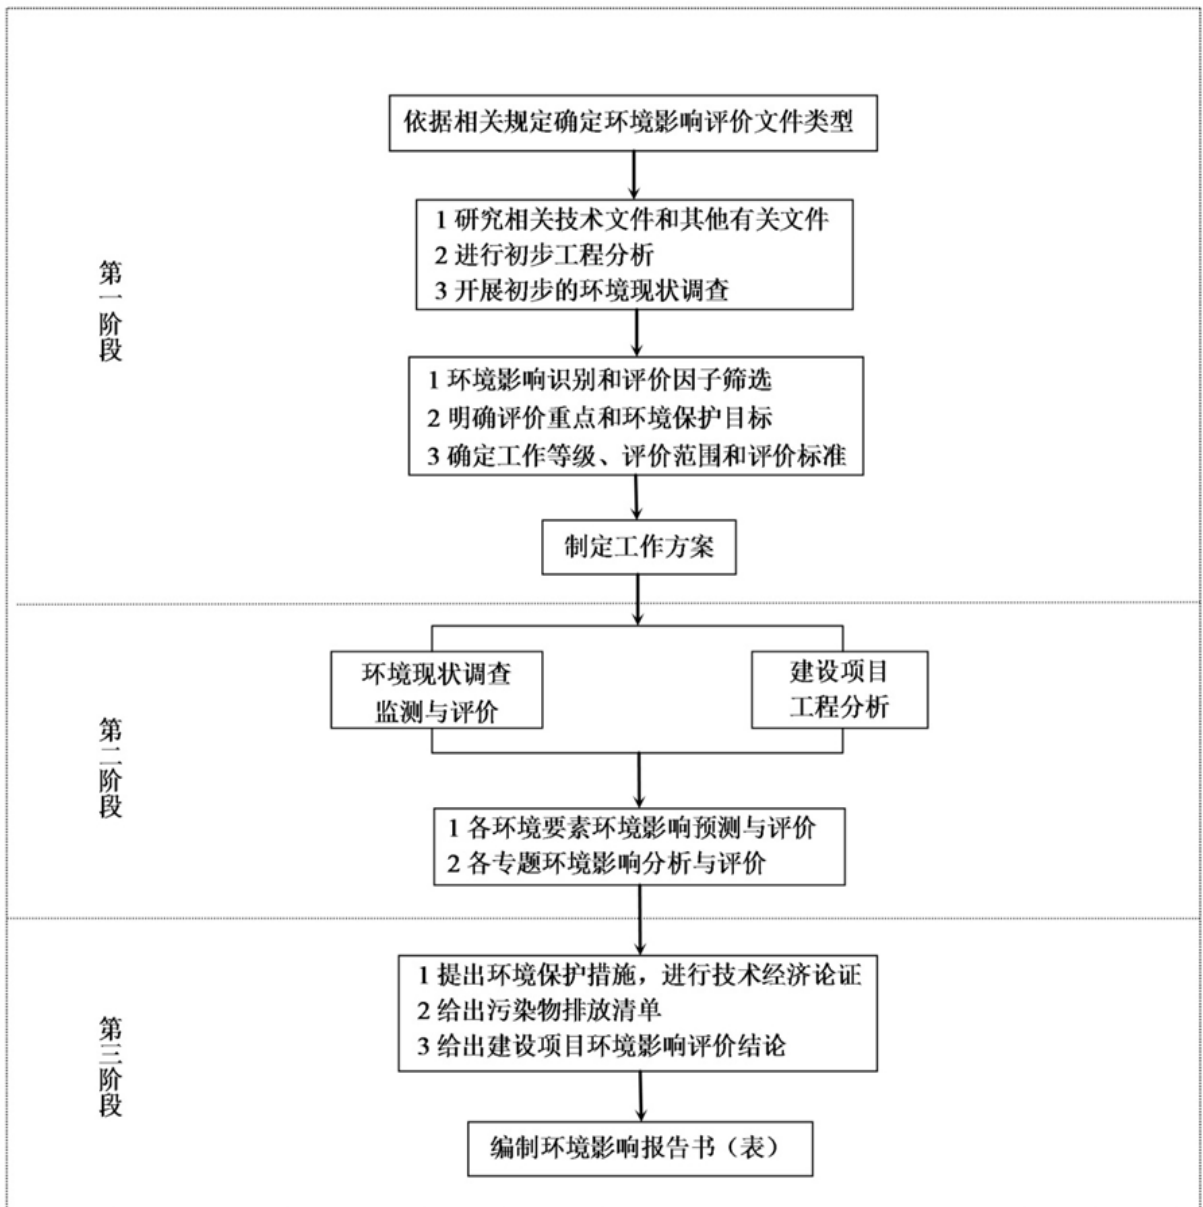 依据相关规定确定环境影响评价文件类型
1 研究相关技术文件和其他有关文件
2 进行初步工程分析
3 开展初步的环境现状调查
第一阶段
1 环境影响识别和评价因子筛选
2 明确评价重点和环境保护目标
3 确定工作等级、评价范围和评价标准
制定工作方案
环境现状调查
监测与评价
建设项目
工程分析
第二阶段
1 各环境要素环境影响预测与评价
2 各专题环境影响分析与评价
1 提出环境保护措施，进行技术经济论证
2 给出污染物排放清单
3 给出建设项目环境影响评价结论
第三阶段
编制环境影响报告书（表）